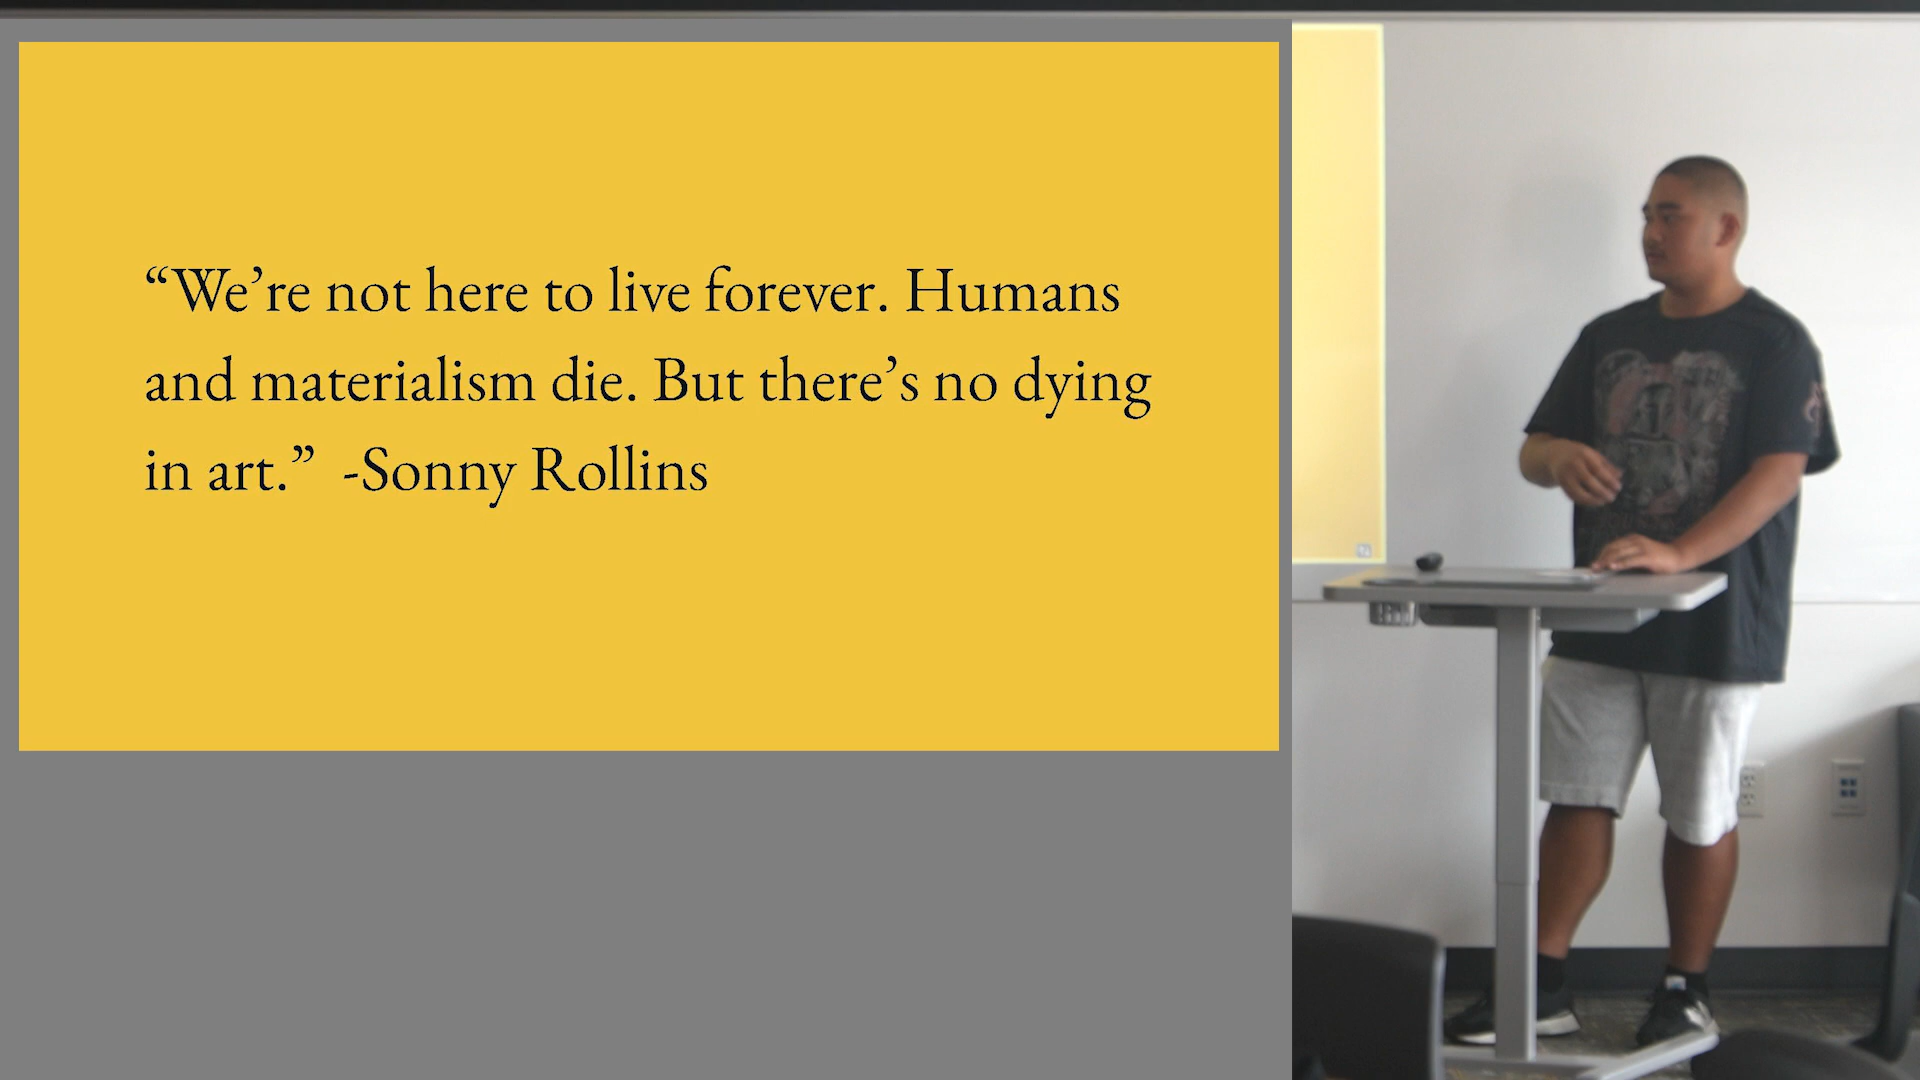 “We’re not here to live forever. Humans
and materialism die. But there’s no dying
in art.”  -Sonny Rollins